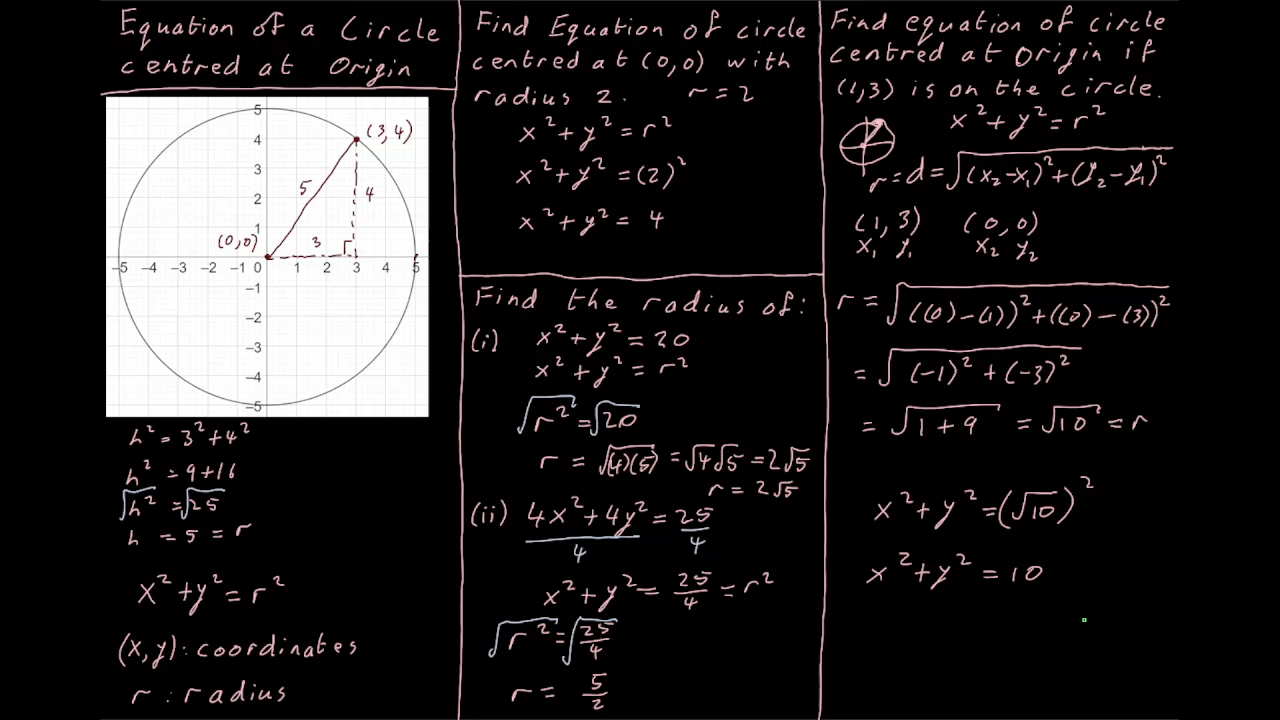 Equation of a Circle
centred at Origin
5
4
3
2
1
0
-1
-2
-3
-4
-5
-5 -4 -3 -2 -1 0 1 2 3 4 5
(3,4)
5
4
(0,0)
3
h² = 3² + 4²
h² = 9 + 16
√h² = √25
h = 5 = r
x² + y² = r²
(x,y): coordinates
r : radius
Find Equation of circle
centred at (0,0) with
radius 2. r = 2
x² + y² = r²
x² + y² = (2)²
x² + y² = 4
Find the radius of:
(i) x² + y² = 20
x² + y² = r²
√r² = √20
r = √(4)(5) = √4√5 = 2√5
r = 2√5
(ii) 4x² + 4y²/4 = 25/4
x² + y² = 25/4 = r²
√r² = √25/4
r = 5/2
Find equation of circle
centred at Origin if
(1,3) is on the circle.
x² + y² = r²
r = d = √(x₂-x₁)² + (y₂-y₁)²
(1, 3) (0, 0)
x₁ y₁ x₂ y₂
r = √((0)-(1))² + ((0)-(3))²
= √(-1)² + (-3)²
= √1+9 = √10 = r
x² + y² = (√10)²
x² + y² = 10